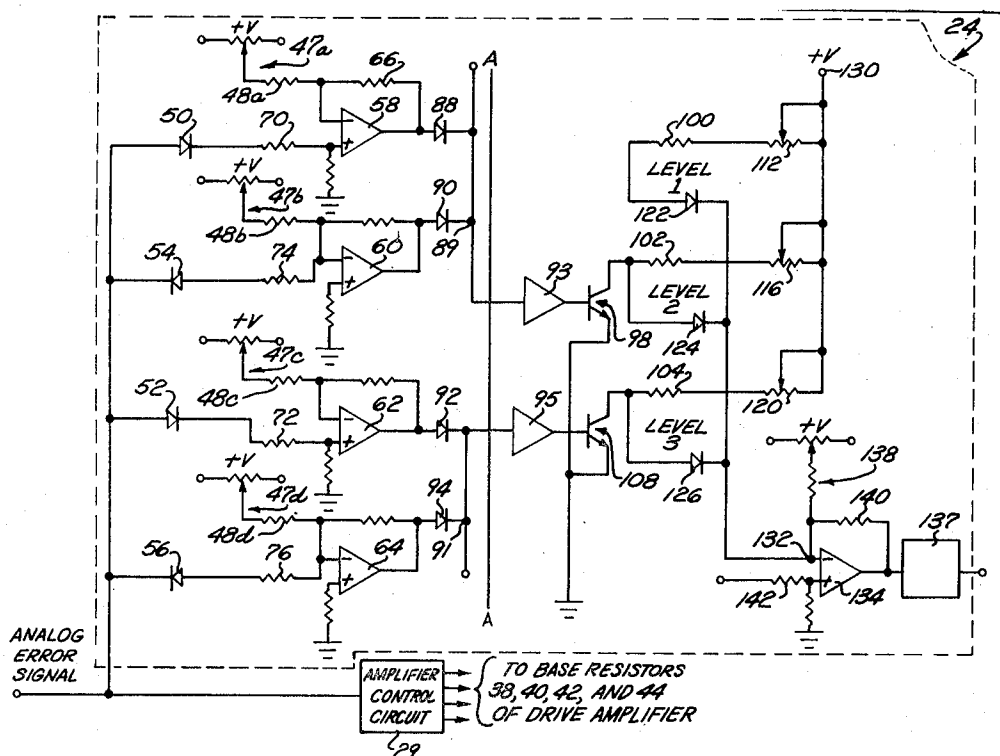 24
+V
47a
66
A
+V
130
48a
58
88
50
70
100
112
LEVEL
1
122
+V
47b
90
48b
89
60
102
116
54
74
93
LEVEL
2
98
124
+V
47c
92
104
120
48c
62
95
52
72
LEVEL
3
+V
108
126
138
+V
47d
94
140
137
48d
91
132
56
76
64
142
134
A
ANALOG
ERROR
SIGNAL
AMPLIFIER
CONTROL
CIRCUIT
TO BASE RESISTORS
38, 40, 42, AND 44
OF DRIVE AMPLIFIER
29